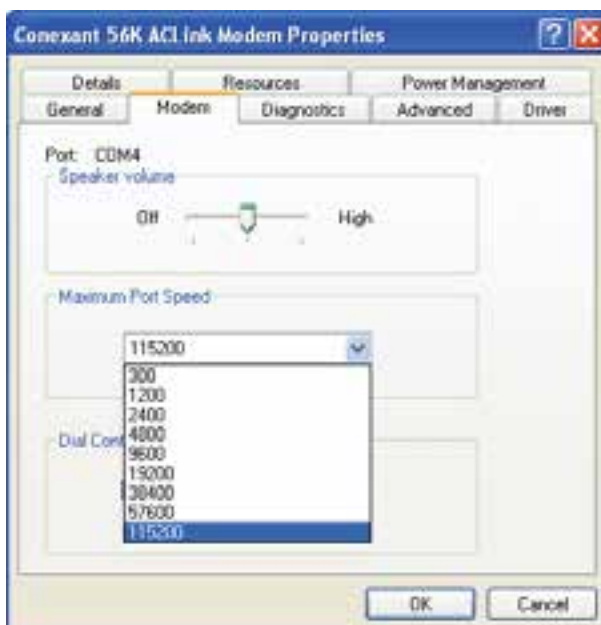 Conexant 56K ACLink Modem Properties
Details Resources Power Management
General Modem Diagnostics Advanced Driver
Port: COM4
Speaker volume
Off High
Maximum Port Speed
115200
300
1200
2400
4800
9600
19200
38400
57600
115200
Dial Cont
OK Cancel